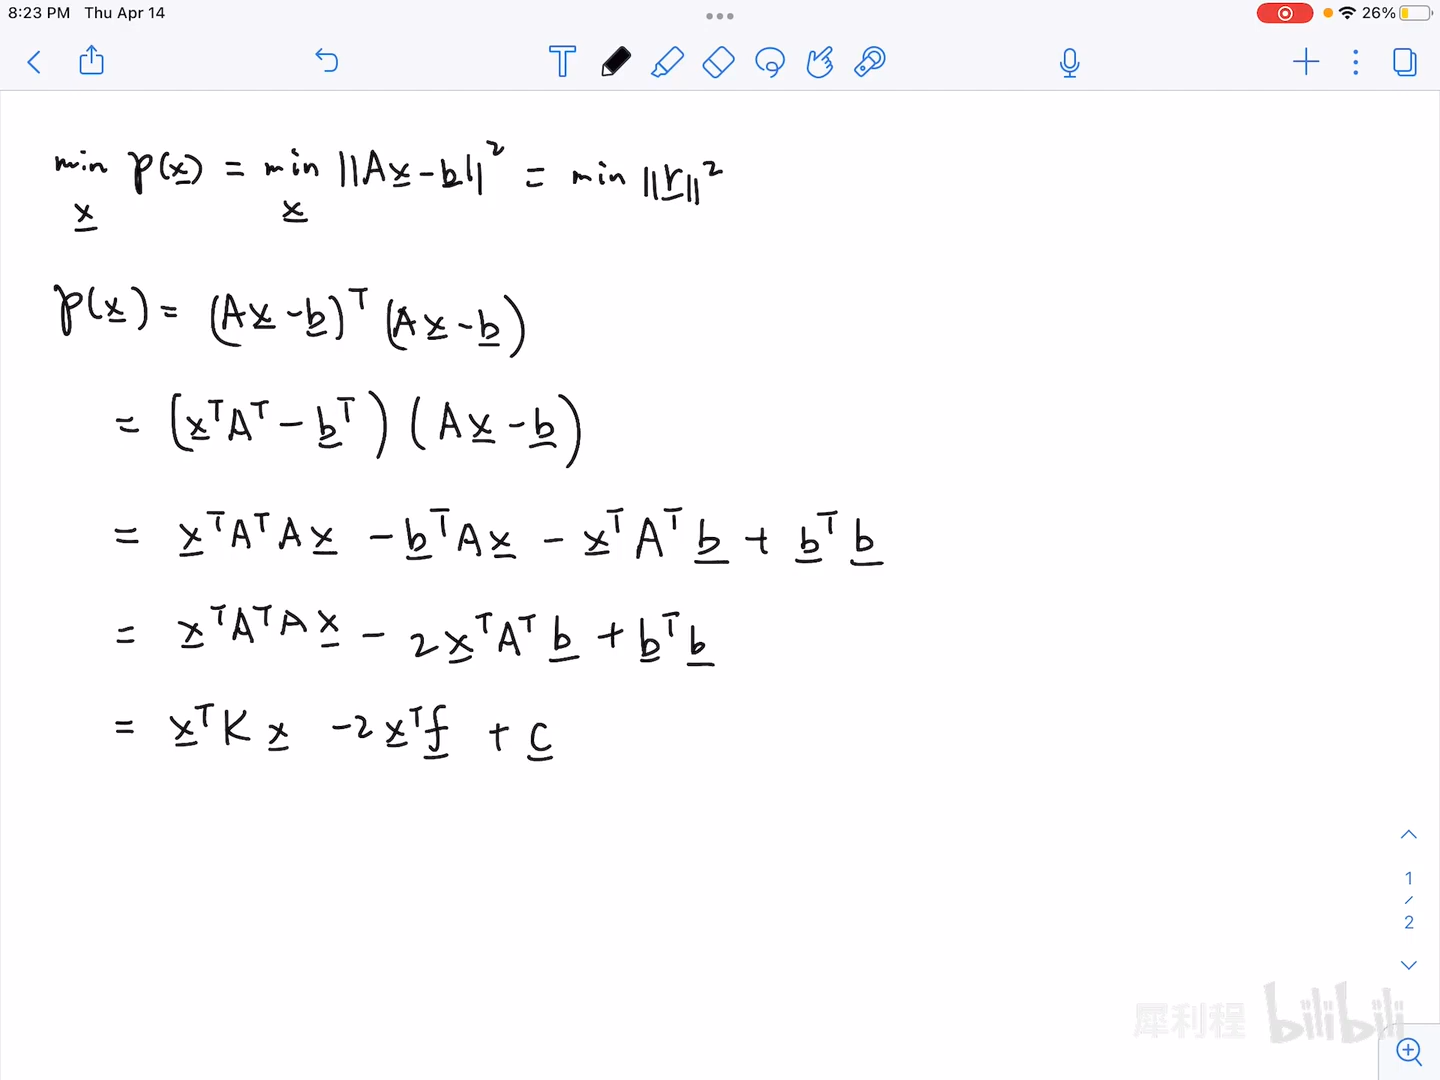 8:23 PM Thu Apr 14 26%
min p(x) = min ||Ax - b||² = min ||r||²
x x
p(x) = (Ax - b)ᵀ (Ax - b)
= (xᵀAᵀ - bᵀ) (Ax - b)
= xᵀAᵀAx - bᵀAx - xᵀAᵀb + bᵀb
= xᵀAᵀAx - 2xᵀAᵀb + bᵀb
= xᵀKx - 2xᵀf + c
1
/
2
犀利程 bilibili